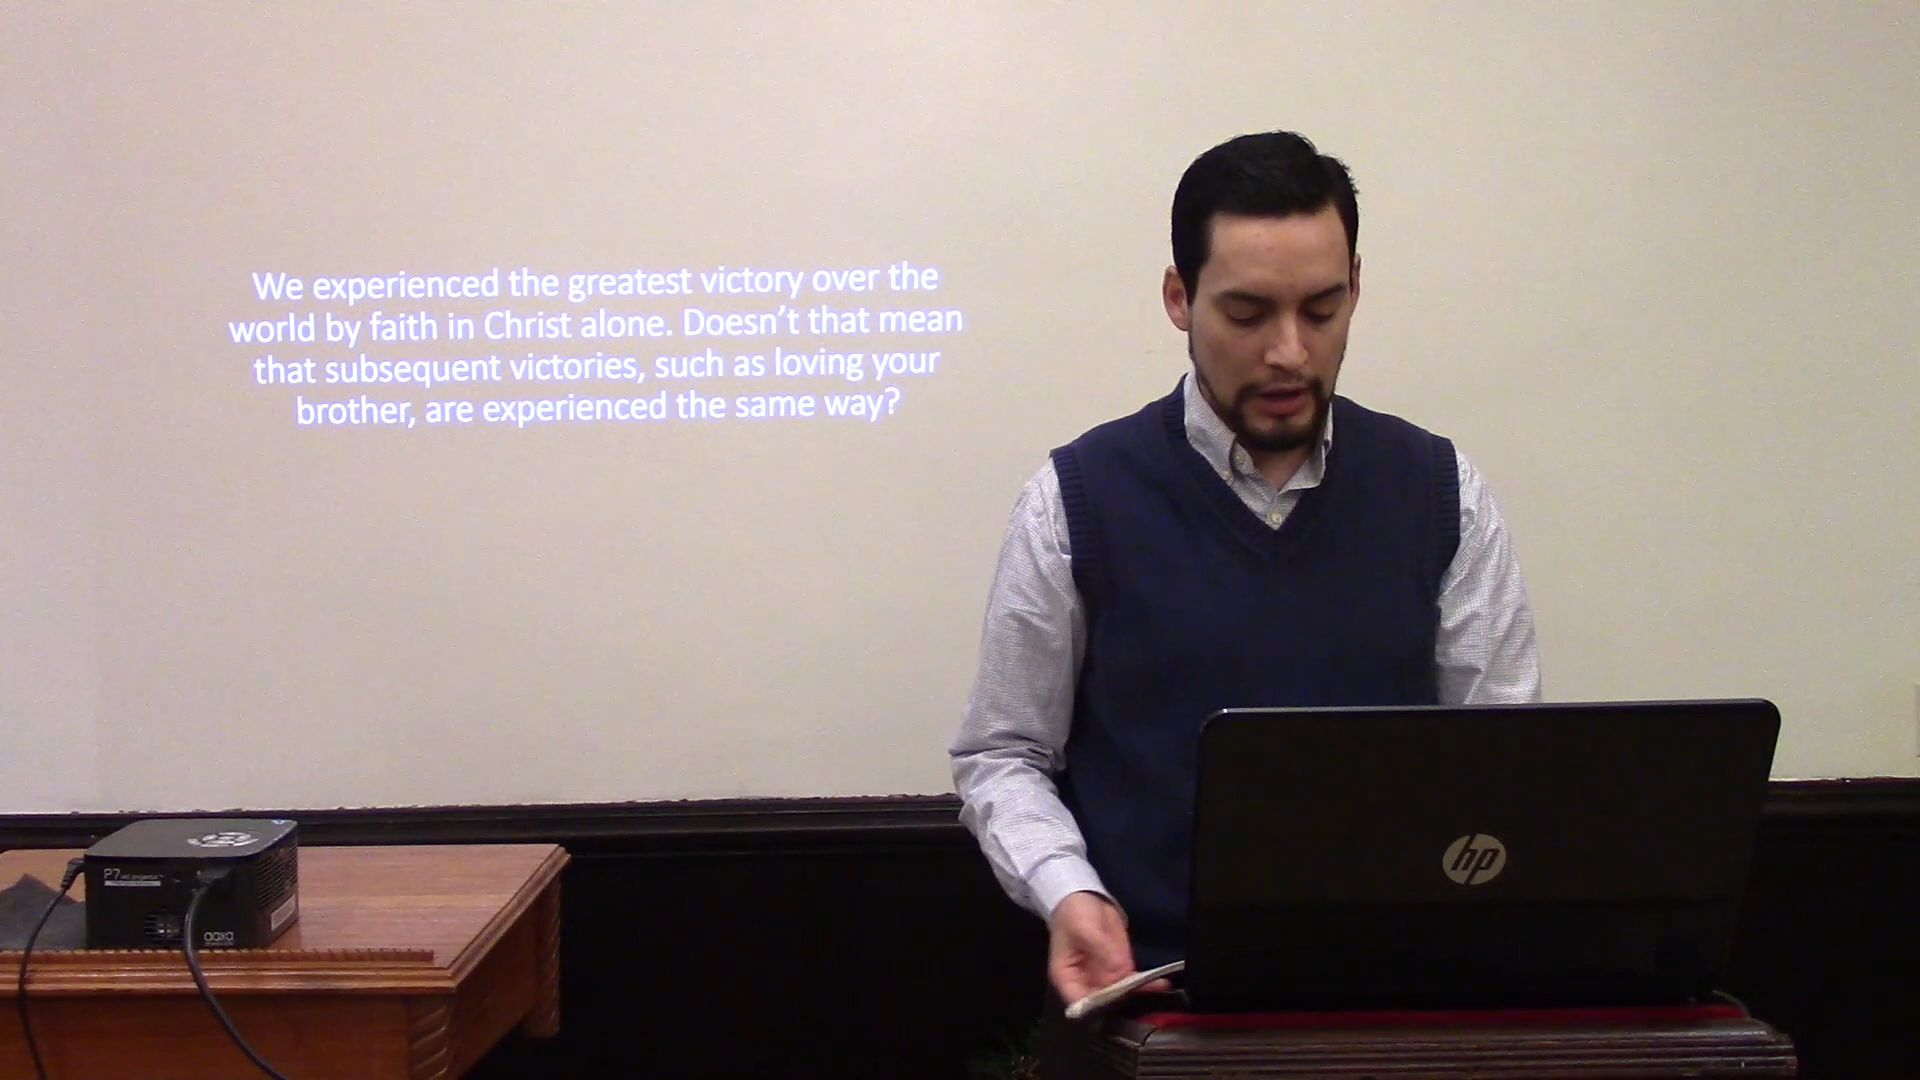 We experienced the greatest victory over the
world by faith in Christ alone. Doesn't that mean
that subsequent victories, such as loving your
brother, are experienced the same way?
P7
aaxa
hp